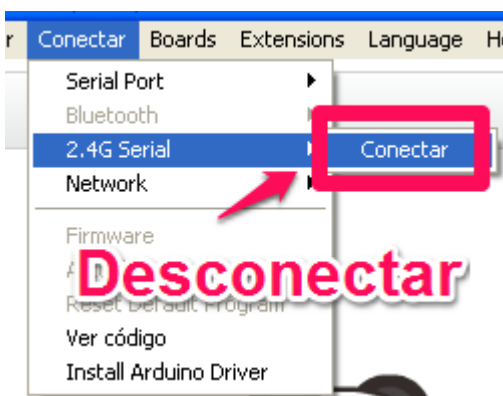 Conectar Boards Extensions Language
Serial Port
Bluetooth
2.4G Serial
Conectar
Network
Firmware
Desconectar
Reset Default Program
Ver código
Install Arduino Driver